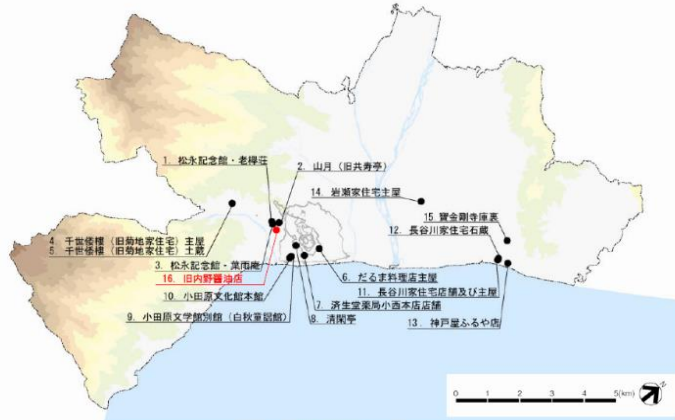 1. 松永記念館・老欅荘
2. 山月（旧共寿亭）
14. 岩瀬家住宅主屋
15. 寶金剛寺庫裏
12. 長谷川家住宅石蔵
4. 千世倭樓（旧菊地家住宅）主屋
5. 千世倭樓（旧菊地家住宅）土蔵
3. 松永記念館・葉雨庵
16. 旧内野醬油店
6. だるま料理店主屋
10. 小田原文化館本館
11. 長谷川家住宅店舗及び主屋
7. 済生堂薬局小西本店店舗
9. 小田原文学館別館（白秋童謡館）
8. 清閑亭
13. 神戸屋ふるや店
0 1 2 3 4 5(km)
N